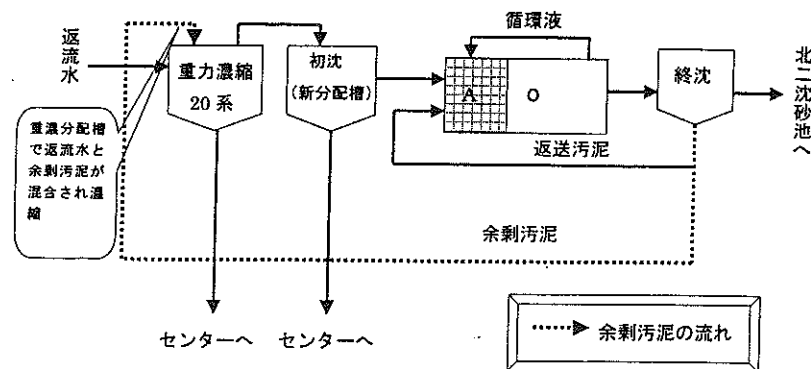 循環液
返流水
重力濃縮
20系
初沈
(新分配槽)
A
O
終沈
北二沈砂池へ
返送汚泥
重濃分配槽
で返流水と
余剰汚泥が
混合され濃
縮
余剰汚泥
センターへ
センターへ
余剰汚泥の流れ